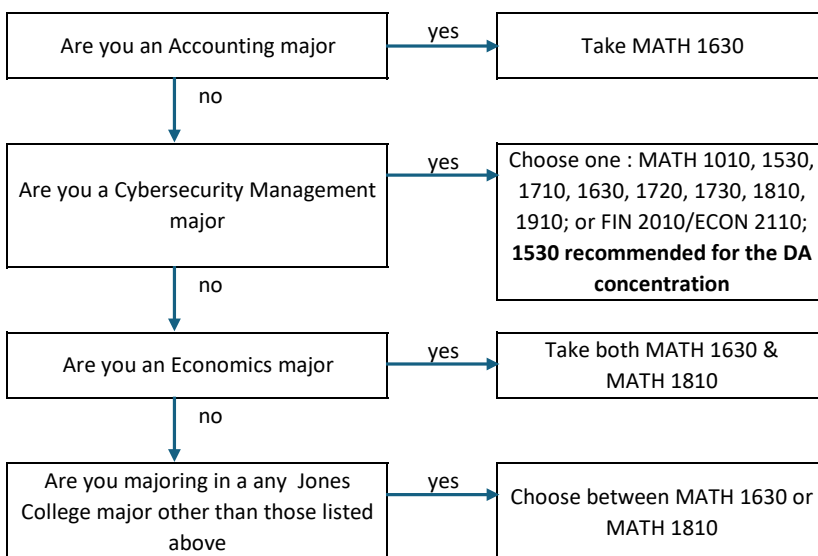 Are you an Accounting major
yes
Take MATH 1630
no
Are you a Cybersecurity Management
major
yes
Choose one : MATH 1010, 1530,
1710, 1630, 1720, 1730, 1810,
1910; or FIN 2010/ECON 2110;
1530 recommended for the DA
concentration
no
Are you an Economics major
yes
Take both MATH 1630 &
MATH 1810
no
Are you majoring in a any Jones
College major other than those listed
above
yes
Choose between MATH 1630 or
MATH 1810